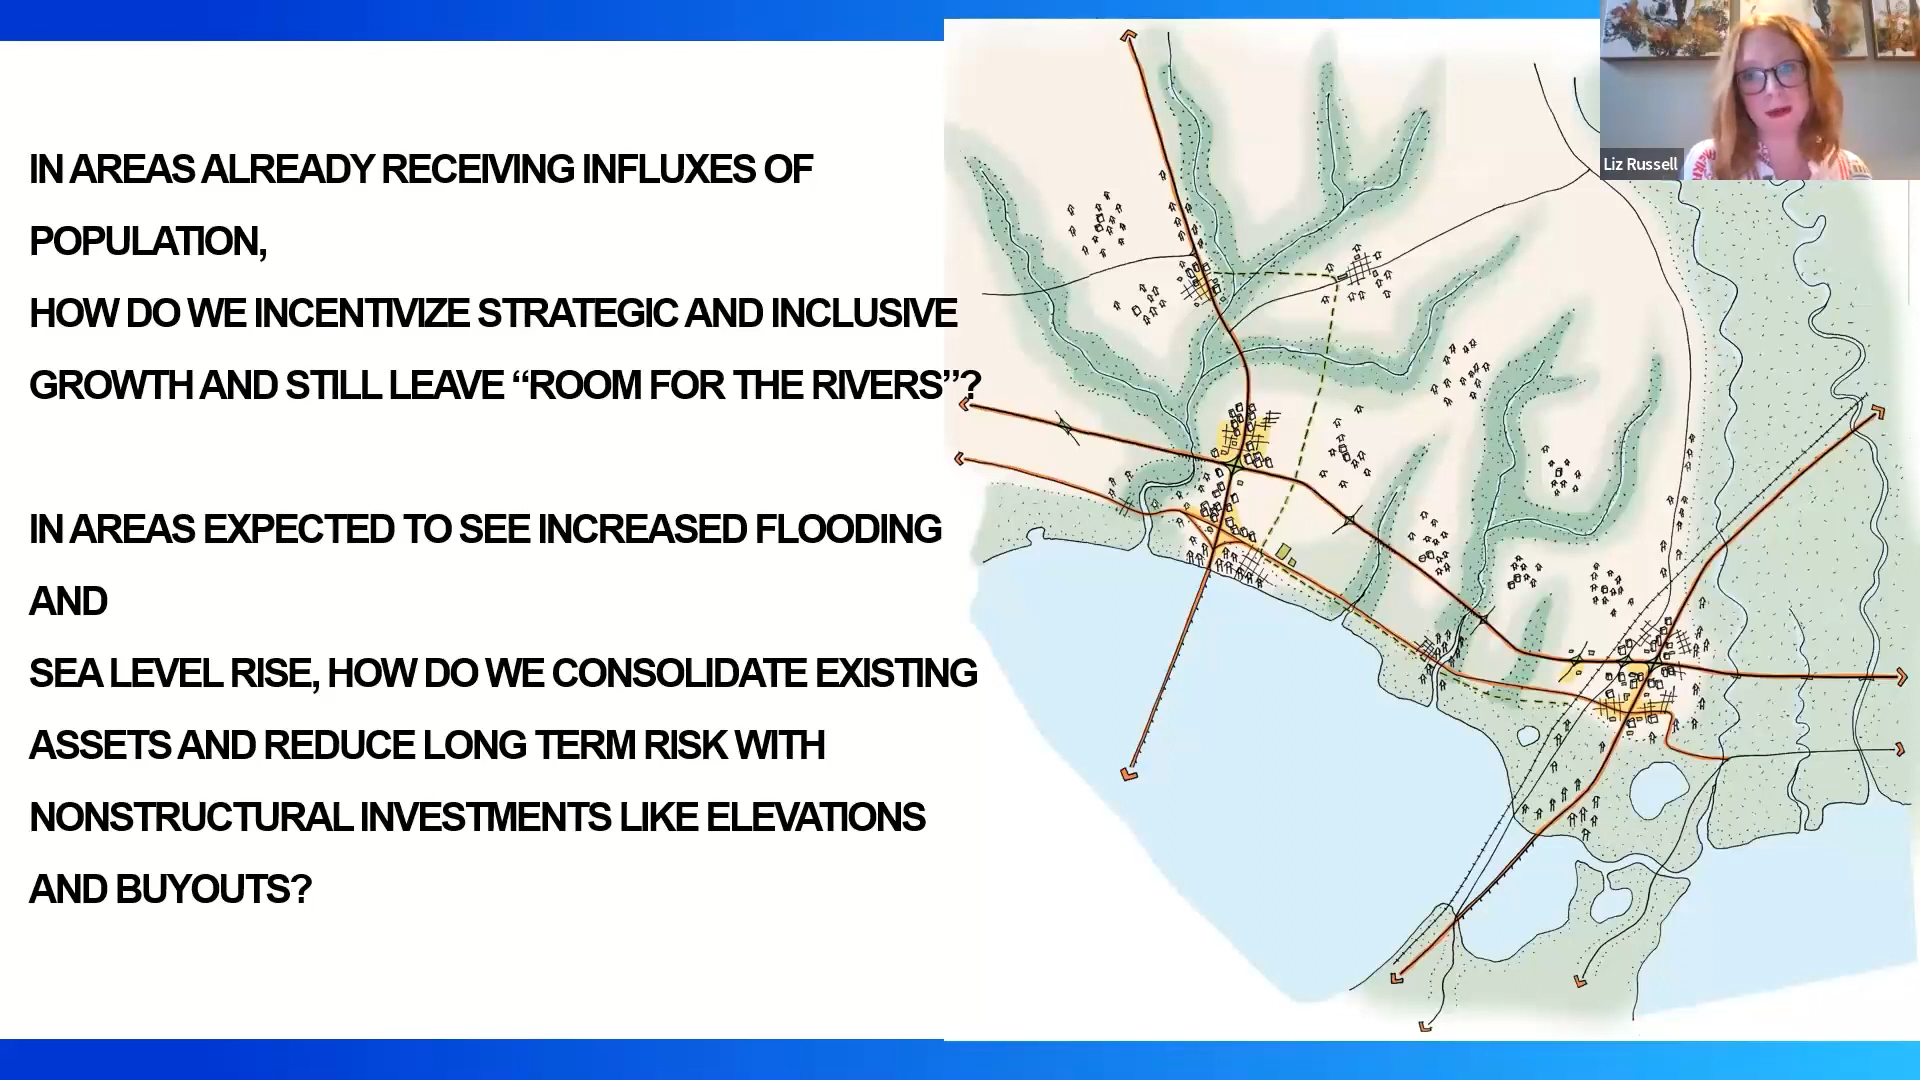 IN AREAS ALREADY RECEIVING INFLUXES OF
POPULATION,
HOW DO WE INCENTIVIZE STRATEGIC AND INCLUSIVE
GROWTH AND STILL LEAVE “ROOM FOR THE RIVERS”?
IN AREAS EXPECTED TO SEE INCREASED FLOODING
AND
SEA LEVEL RISE, HOW DO WE CONSOLIDATE EXISTING
ASSETS AND REDUCE LONG TERM RISK WITH
NONSTRUCTURAL INVESTMENTS LIKE ELEVATIONS
AND BUYOUTS?
Liz Russell